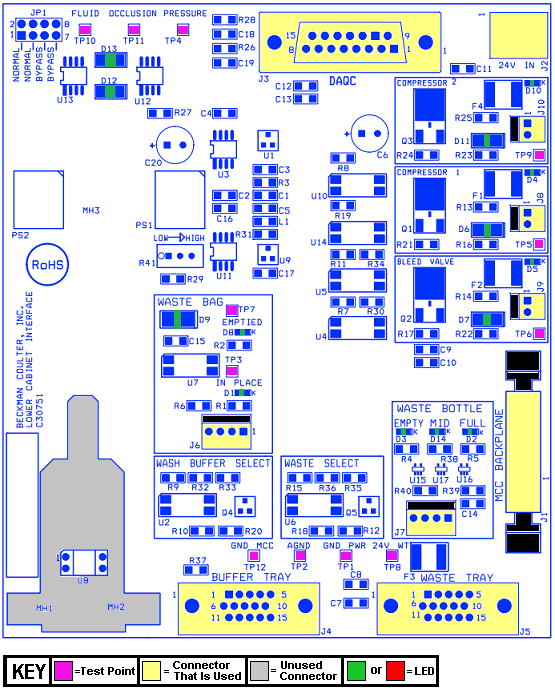 JP1 FLUID OCCLUSION PRESSURE
2 8
1 7
TP10 TP11 TP4
R28
C18
R26
C19
15 9
8 1
J3 DAQC
24V IN J2
C11
NORMAL
NORMAL
BYPASS
BYPASS
D13
D12
U13 U12
C12
C13
COMPRESSOR 2
F4 D10 K
R25
J10
Q3 D11
R24 R23 TP9
R27 C4
C20 U3 U1 C6
R8
COMPRESSOR 1
F1 D4 K
R13
J8
Q1 D6
R21 R16 TP5
C3
R3
C2 C1
C16 C5
L1
R31
U10
R19
PS2 MH3 PS1
U14
R11 R34
LOW HIGH
R41
R29
U11 U9
C17
RoHS
U5
R7 R30
U4
BLEED VALVE
F2 D5 K
R14
J9
Q2 D7
R17 R22 TP6
C9
C10
WASTE BAG
TP7
EMPTIED
D9 D8 K
C15 R2
TP3
U7
IN PLACE
D1 K
R6 R1
J6
BECKMAN COULTER, INC.
LOWER CABINET INTERFACE
C30751
MCC BACKPLANE
1
J1
WASTE BOTTLE
EMPTY MID FULL
K K K
D3 D14 D2
R4 R38 R5
U15 U17 U16
R40 R39
C14
J7
WASH BUFFER SELECT
R9 R32 R33
U2 Q4
R10 R20
WASTE SELECT
R15 R36 R35
U6 Q5
R18 R12
GND MCC AGND GND PWR 24V WT
TP12 TP2 TP1 TP8
F3
R37
U8
MH1 MH2
BUFFER TRAY
1 1 5
6 10
11 15
J4
C8
C7
WASTE TRAY
1 1 5
6 10
11 15
J5
KEY =Test Point = Connector That Is Used = Unused Connector or =LED